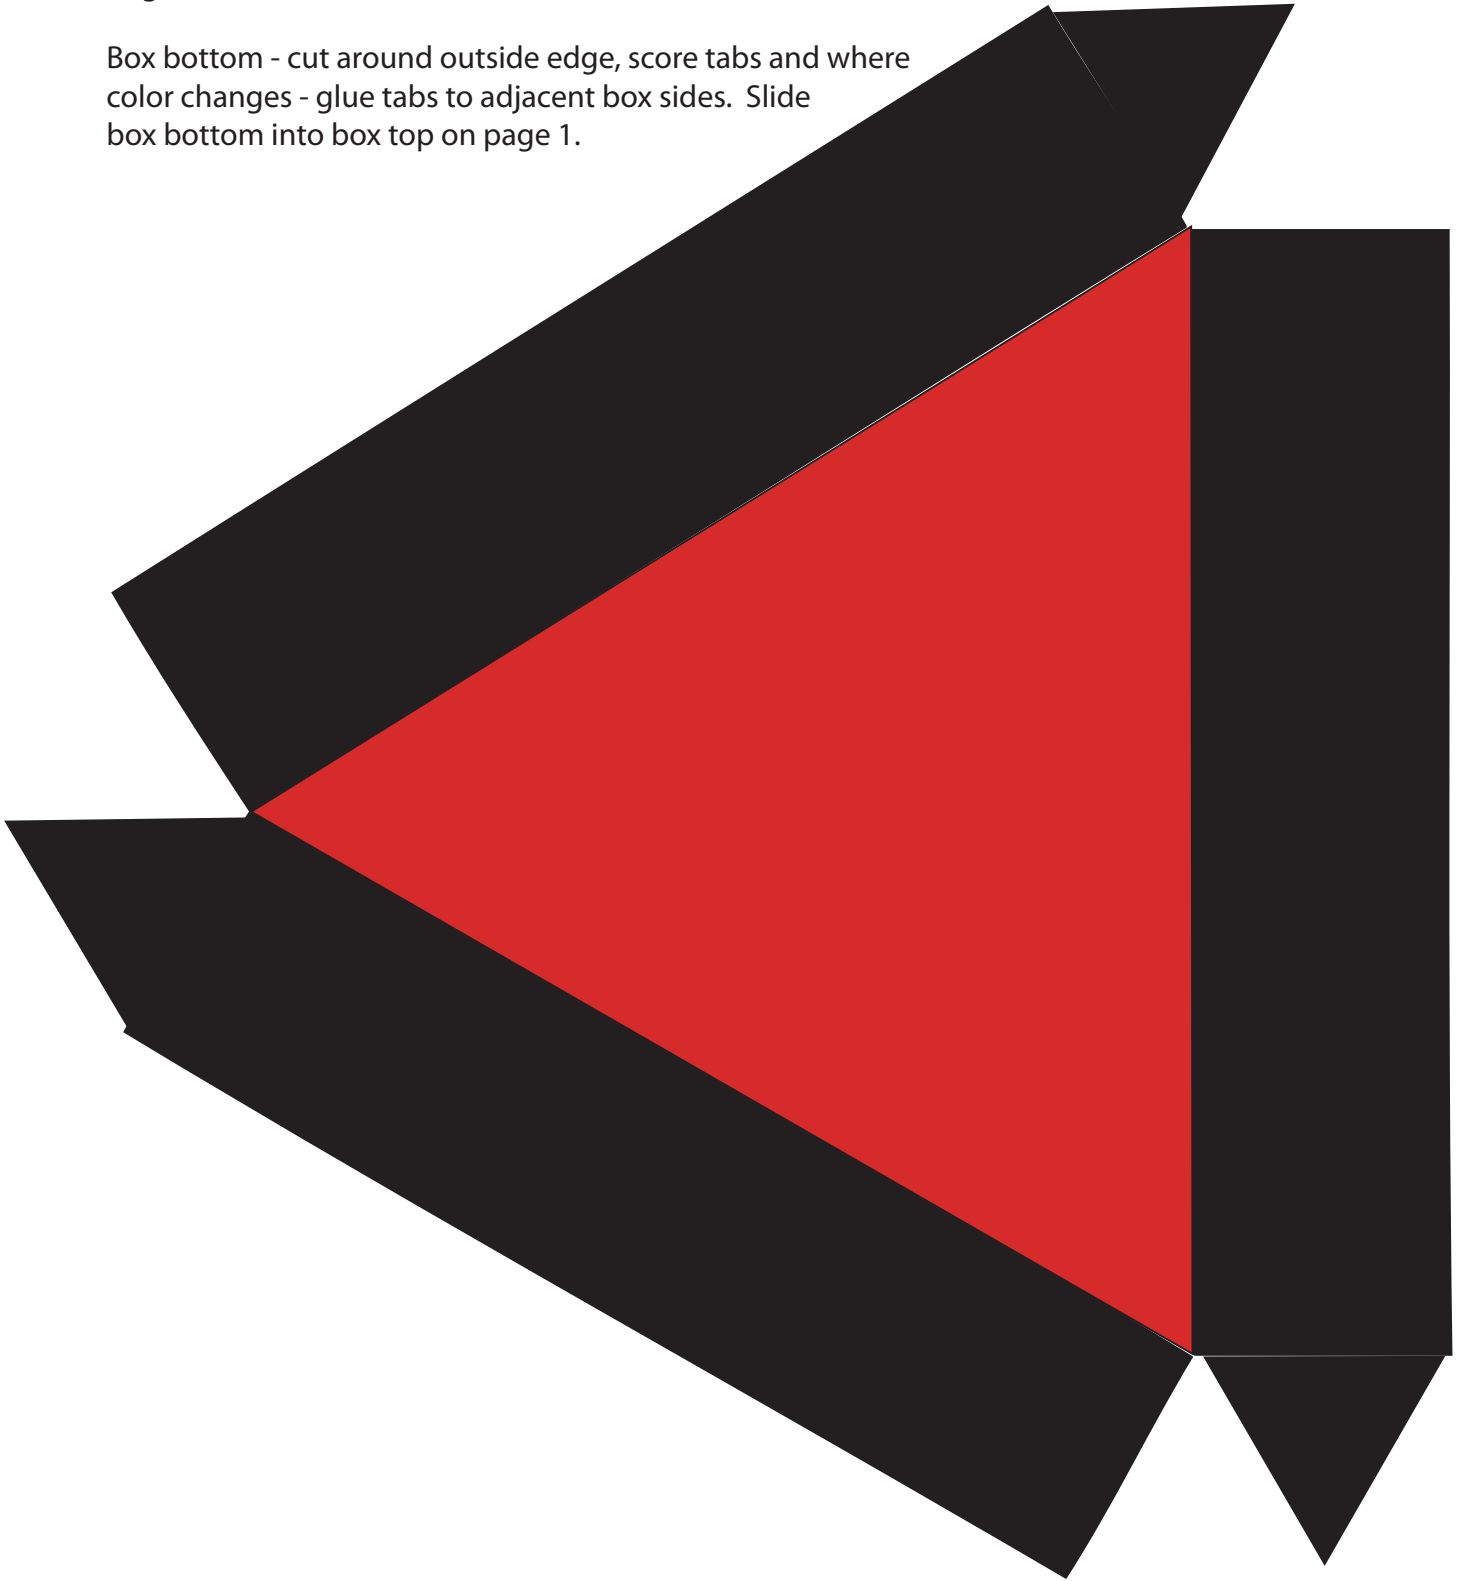 Box bottom - cut around outside edge, score tabs and where
color changes - glue tabs to adjacent box sides.  Slide
box bottom into box top on page 1.